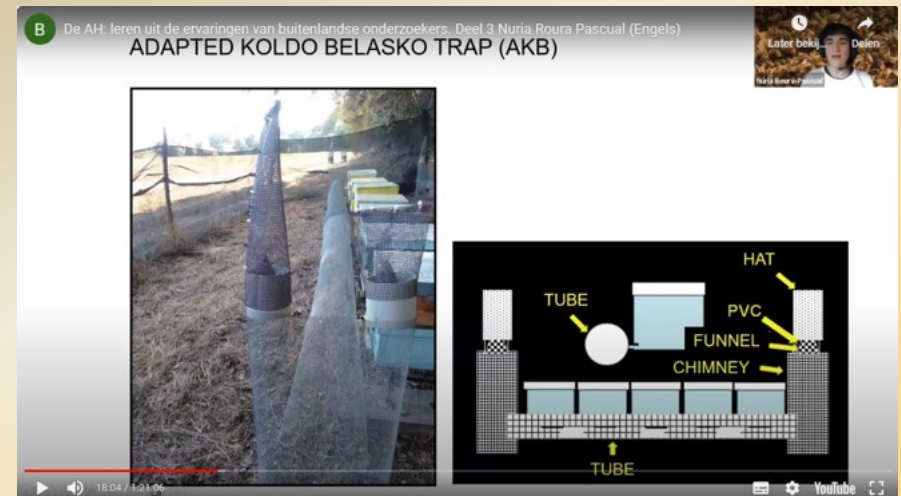 B De AH: leren uit de ervaringen van buitenlandse onderzoekers. Deel 3 Nuria Roura Pascual (Engels)
Later bekij... Delen
Nuria Roura-Pascual
ADAPTED KOLDO BELASKO TRAP (AKB)
HAT
TUBE
PVC
FUNNEL
CHIMNEY
TUBE
18:04 / 1:21:06
YouTube